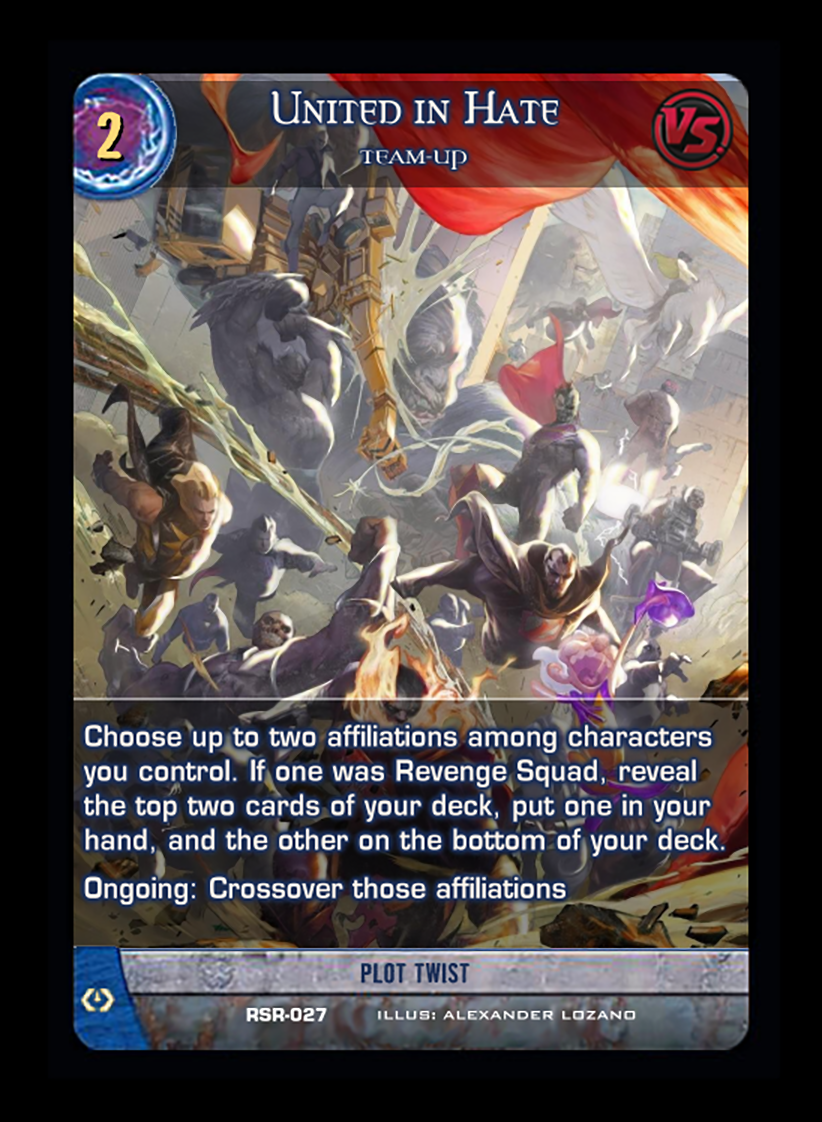 2
United in Hate
VS.
TEAM-UP
Choose up to two affiliations among characters
you control. If one was Revenge Squad, reveal
the top two cards of your deck, put one in your
hand, and the other on the bottom of your deck.
Ongoing: Crossover those affiliations
PLOT TWIST
RSR-027 ILLUS: ALEXANDER LOZANO